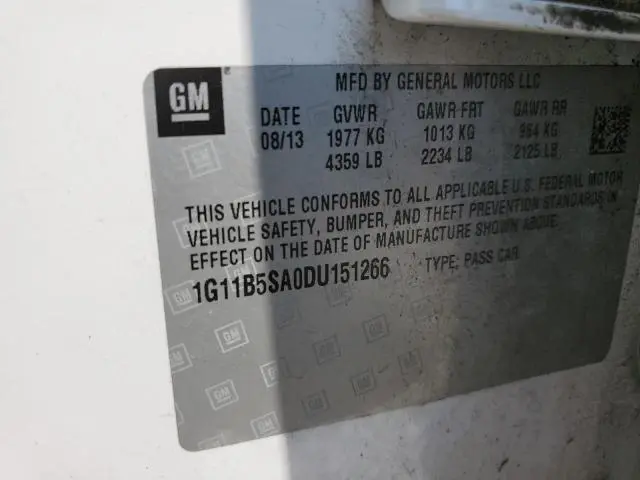 GM
MFD BY GENERAL MOTORS LLC
DATE GVWR GAWR FRT GAWR RR
08/13 1977 KG 1013 KG 964 KG
4359 LB 2234 LB 2125 LB
THIS VEHICLE CONFORMS TO ALL APPLICABLE U.S. FEDERAL MOTOR
VEHICLE SAFETY, BUMPER, AND THEFT PREVENTION STANDARDS IN
EFFECT ON THE DATE OF MANUFACTURE SHOWN ABOVE.
1G11B5SA0DU151266 TYPE: PASS CAR